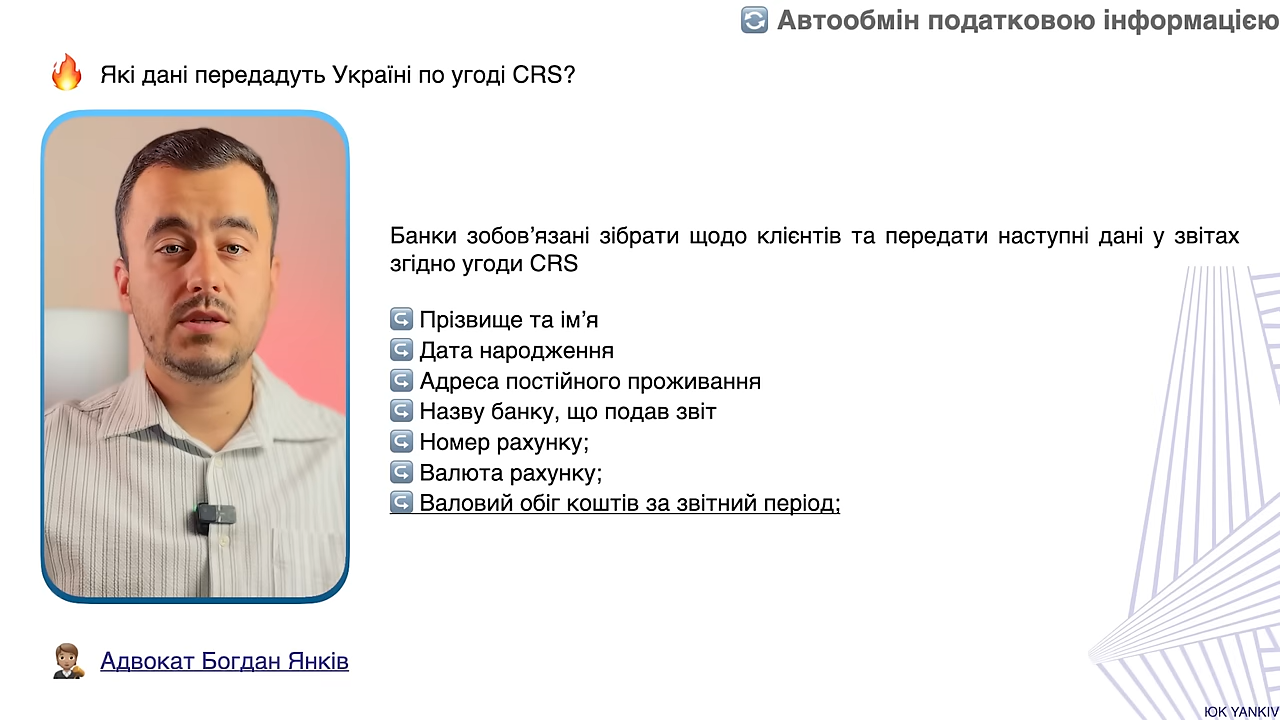 Автообмін податковою інформацією
Які дані передадуть Україні по угоді CRS?
Банки зобов’язані зібрати щодо клієнтів та передати наступні дані у звітах
згідно угоди CRS
Прізвище та ім’я
Дата народження
Адреса постійного проживання
Назву банку, що подав звіт
Номер рахунку;
Валюта рахунку;
Валовий обіг коштів за звітний період;
Адвокат Богдан Янків
ЮК YANKIV